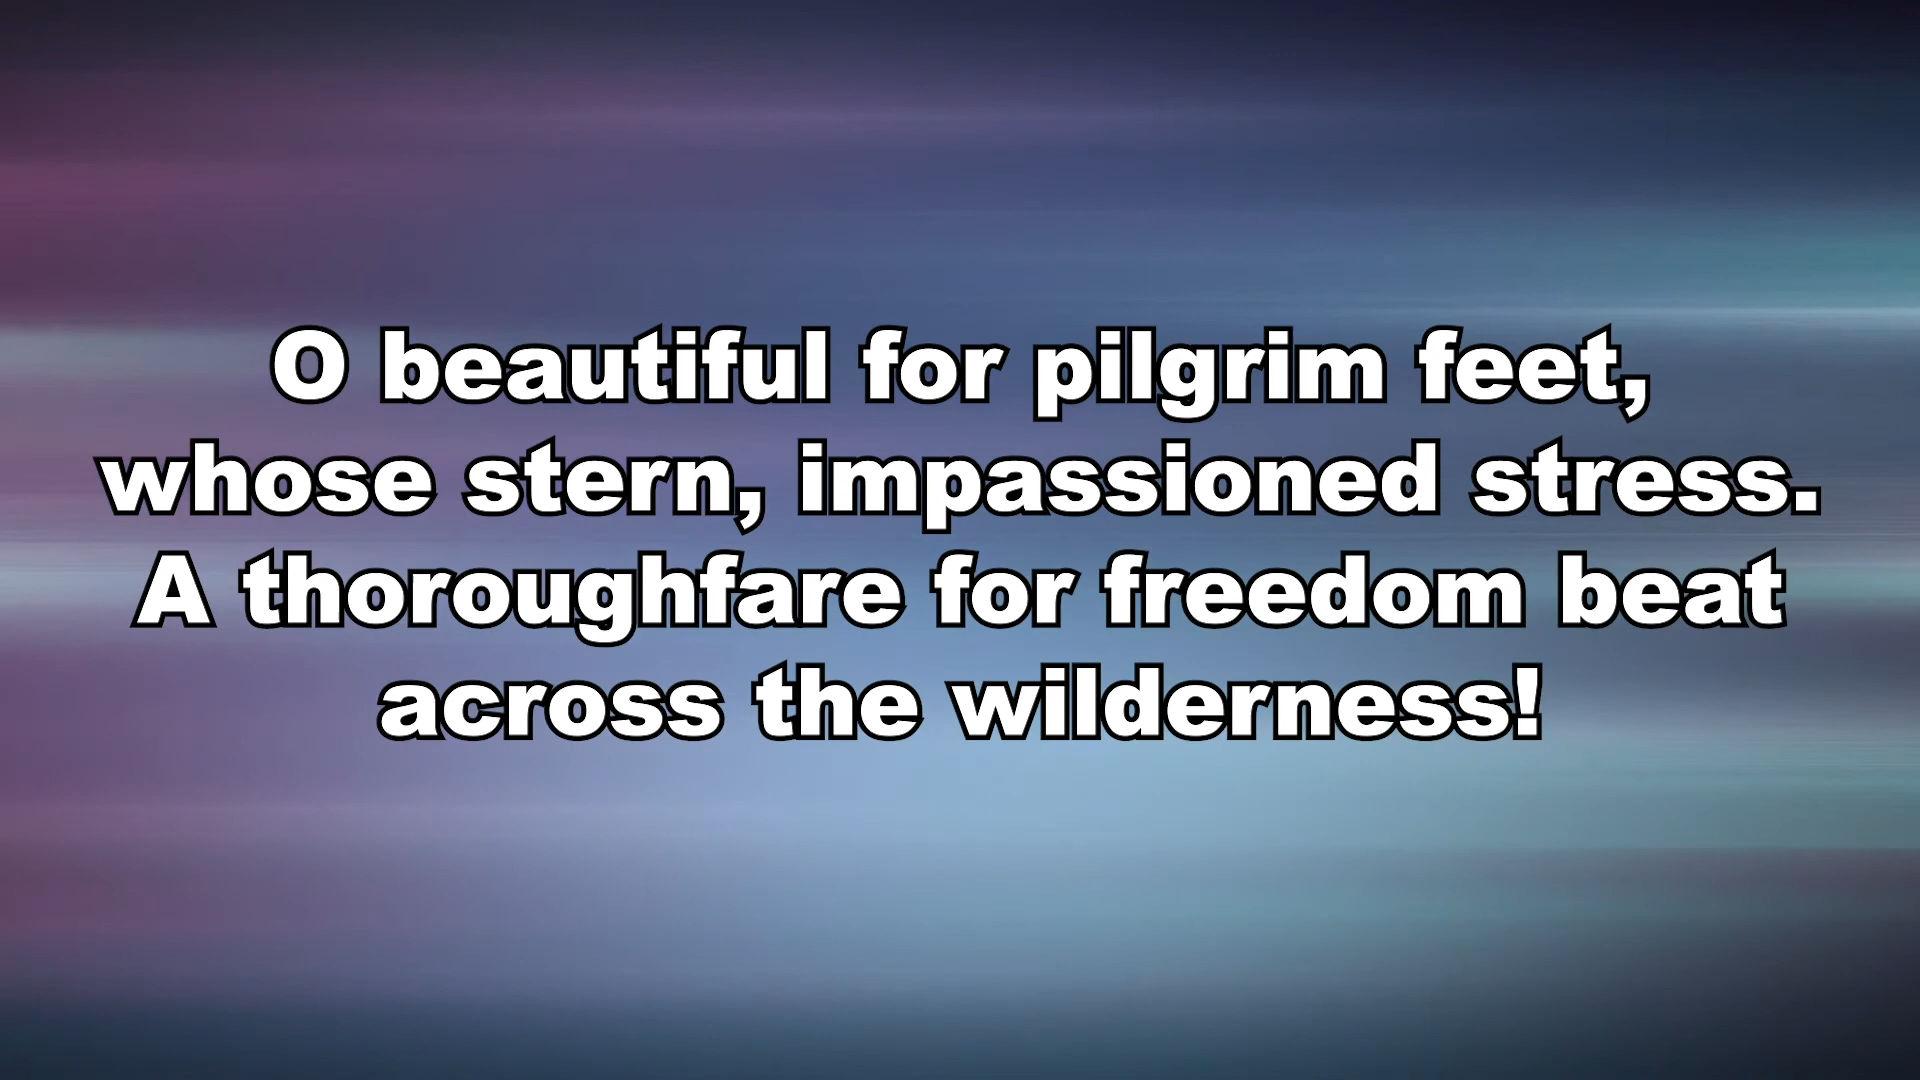 O beautiful for pilgrim feet,
whose stern, impassioned stress.
A thoroughfare for freedom beat
across the wilderness!